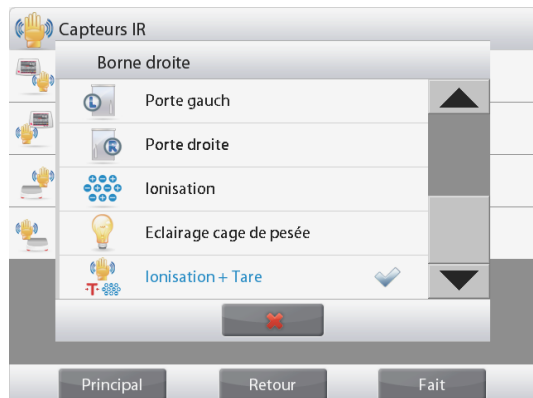 Capteurs IR
Borne droite
Porte gauch
Porte droite
Ionisation
Eclairage cage de pesée
Ionisation + Tare
Principal
Retour
Fait